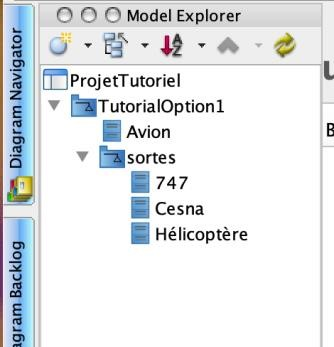 Model Explorer
ProjetTutoriel
TutorialOption1
Avion
sortes
747
Cesna
Hélicoptère
Diagram Navigator
agram Backlog